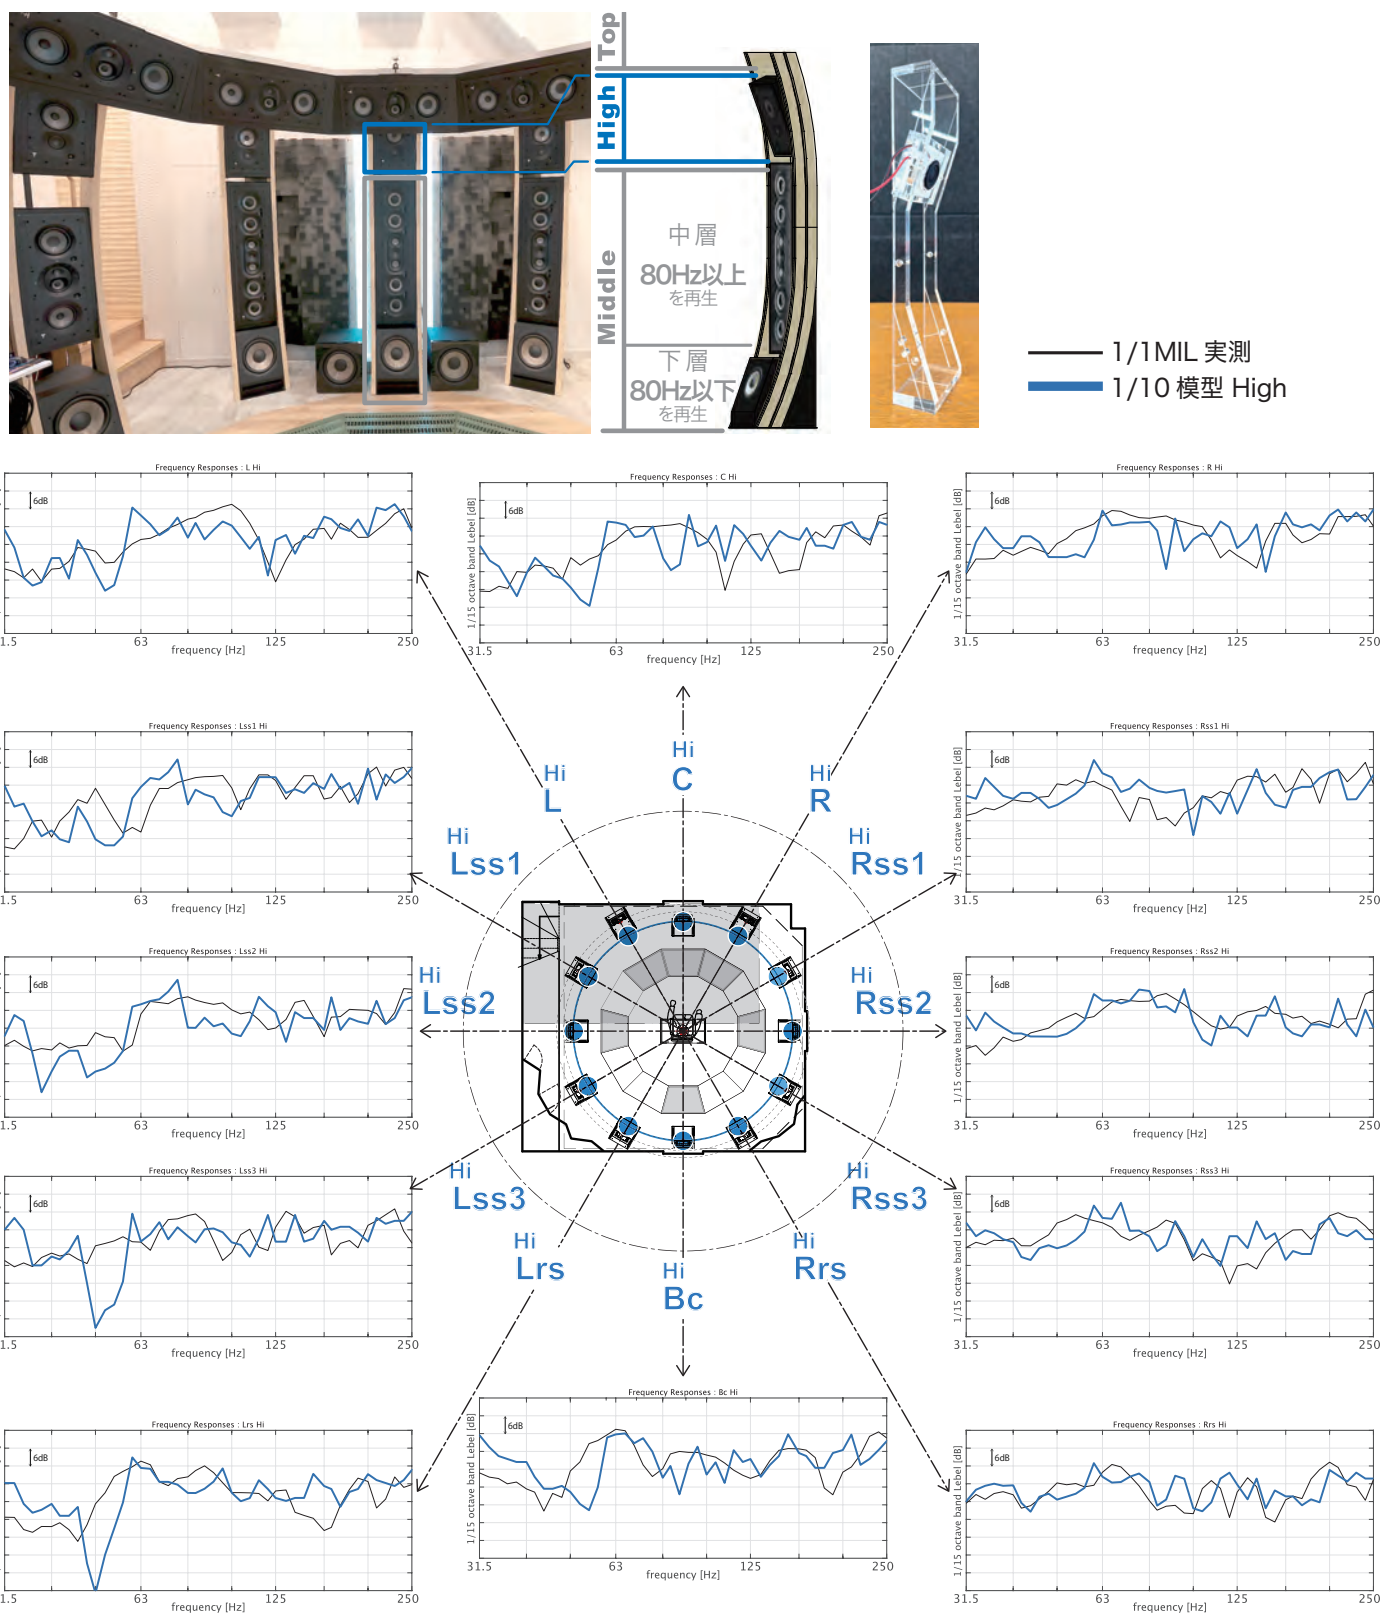 Top
High
Middle
中層
80Hz以上
を再生
下層
80Hz以下
を再生
1/1MIL 実測
1/10 模型 High
Frequency Responses : L Hi
6dB
1.5 63 125 250
frequency [Hz]
Frequency Responses : C Hi
6dB
1/15 octave band Lebel [dB]
31.5 63 125 250
frequency [Hz]
Frequency Responses : R Hi
6dB
1/15 octave band Lebel [dB]
31.5 63 125 250
frequency [Hz]
Frequency Responses : Lss1 Hi
6dB
1.5 63 125 250
frequency [Hz]
Frequency Responses : Rss1 Hi
6dB
1/15 octave band Lebel [dB]
31.5 63 125 250
frequency [Hz]
Hi
L
Hi
C
Hi
R
Hi
Lss1
Hi
Rss1
Frequency Responses : Lss2 Hi
6dB
1.5 63 125 250
frequency [Hz]
Hi
Lss2
Hi
Rss2
Frequency Responses : Rss2 Hi
6dB
1/15 octave band Lebel [dB]
31.5 63 125 250
frequency [Hz]
Frequency Responses : Lss3 Hi
6dB
1.5 63 125 250
frequency [Hz]
Hi
Lss3
Hi
Rss3
Frequency Responses : Rss3 Hi
6dB
1/15 octave band Lebel [dB]
31.5 63 125 250
frequency [Hz]
Hi
Lrs
Hi
Bc
Hi
Rrs
Frequency Responses : Lrs Hi
6dB
1.5 63 125 250
frequency [Hz]
Frequency Responses : Bc Hi
6dB
1/15 octave band Lebel [dB]
31.5 63 125 250
frequency [Hz]
Frequency Responses : Rrs Hi
6dB
1/15 octave band Lebel [dB]
31.5 63 125 250
frequency [Hz]